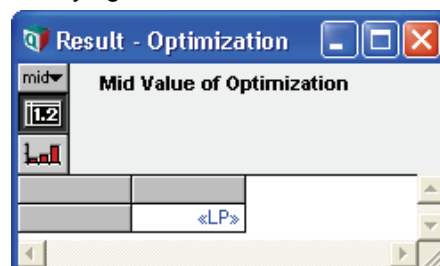 Result - Optimization
mid
Mid Value of Optimization
1.2
«LP»